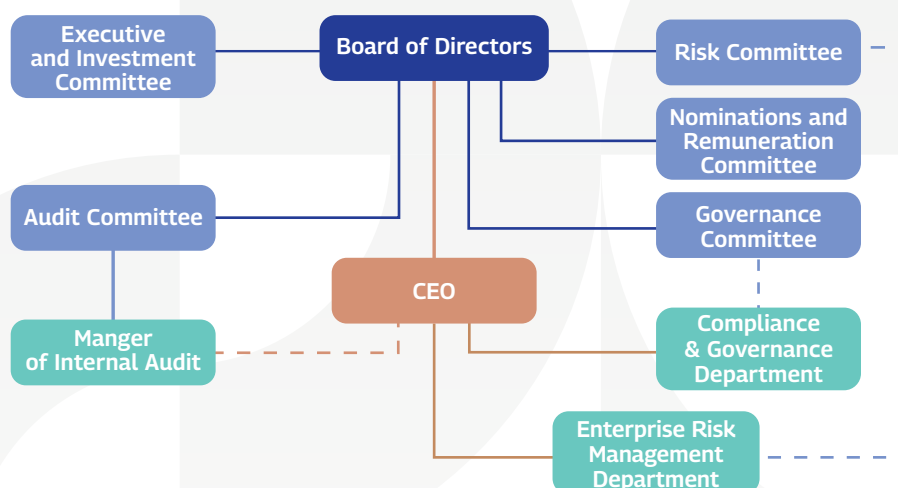 Executive
and Investment
Committee
Board of Directors
Risk Committee
Nominations and
Remuneration
Committee
Audit Committee
Governance
Committee
CEO
Manger
of Internal Audit
Compliance
& Governance
Department
Enterprise Risk
Management
Department